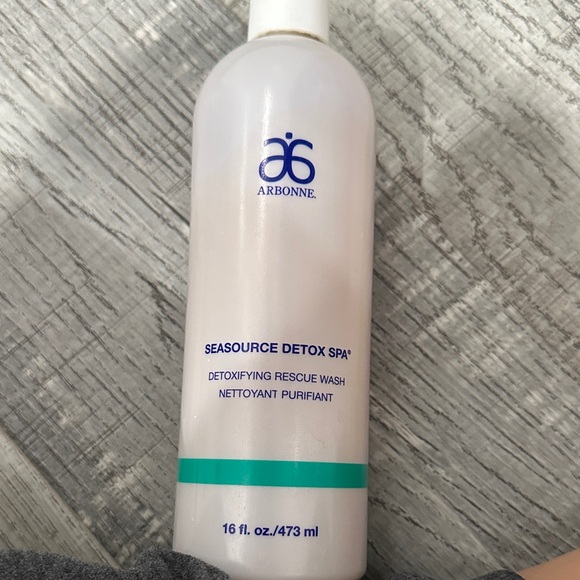 ARBONNE.
SEASOURCE DETOX SPA®
DETOXIFYING RESCUE WASH
NETTOYANT PURIFIANT
16 fl. oz./473 ml